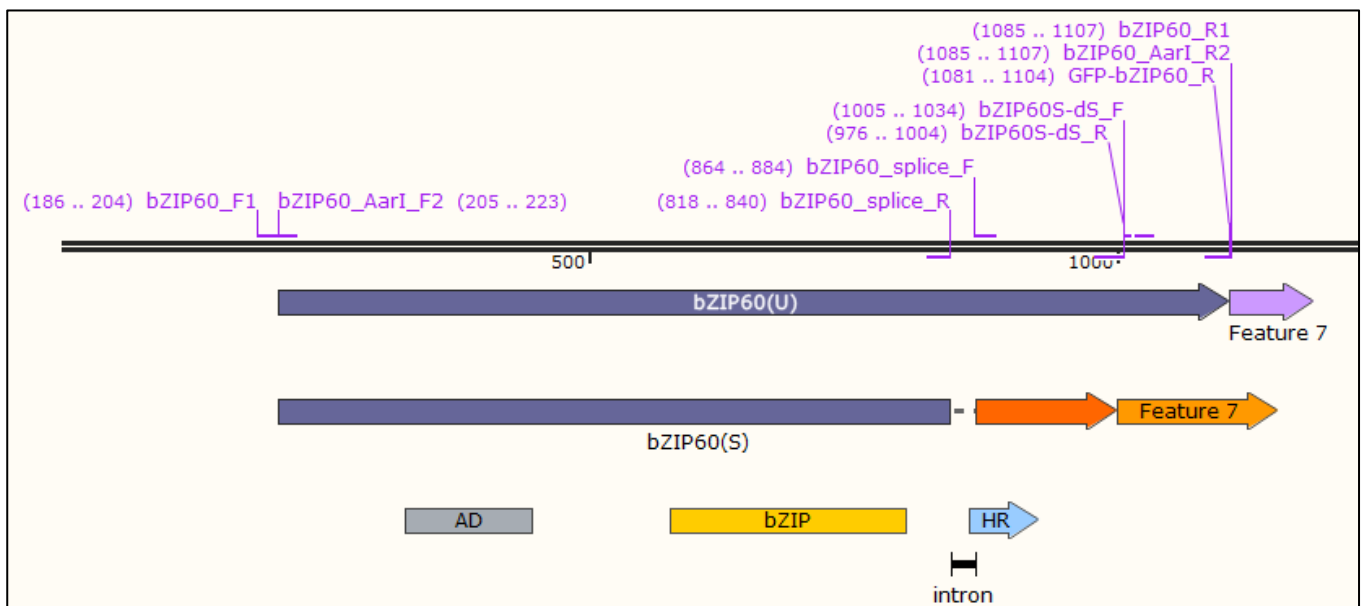 (1085 .. 1107) bZIP60_R1
(1085 .. 1107) bZIP60_AarI_R2
(1081 .. 1104) GFP-bZIP60_R
(1005 .. 1034) bZIP60S-dS_F
(976 .. 1004) bZIP60S-dS_R
(864 .. 884) bZIP60_splice_F
(186 .. 204) bZIP60_F1 bZIP60_AarI_F2 (205 .. 223) (818 .. 840) bZIP60_splice_R
500 1000
bZIP60(U)
Feature 7
Feature 7
bZIP60(S)
AD bZIP HR
intron